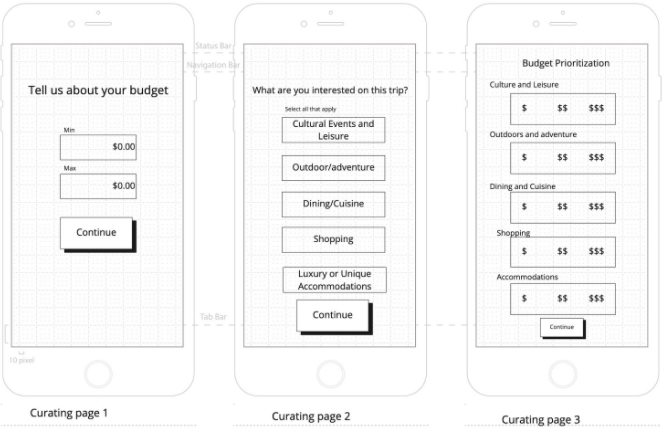 Status Bar
Navigation Bar
Tell us about your budget
Min
$0.00
Max
$0.00
Continue
Tab Bar
10 pixel
Curating page 1
What are you interested on this trip?
Select all that apply
Cultural Events and
Leisure
Outdoor/adventure
Dining/Cuisine
Shopping
Luxury or Unique
Accommodations
Continue
Curating page 2
Budget Prioritization
Culture and Leisure
$ $$ $$$
Outdoors and adventure
$ $$ $$$
Dining and Cuisine
$ $$ $$$
Shopping
$ $$ $$$
Accommodations
$ $$ $$$
Continue
Curating page 3